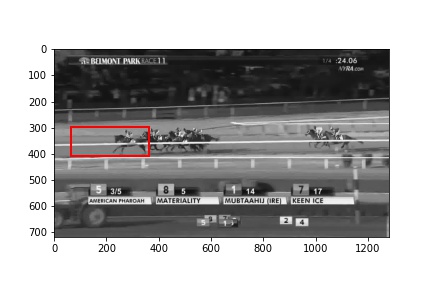 BELMONT PARK RACE 11
1/4 :24.06
NYRA.com
5 3/5 8 5 1 14 7 17
AMERICAN PHAROAH MATERIALITY MUBTAAHIJ (IRE) KEEN ICE
2 4
0
100
200
300
400
500
600
700
0 200 400 600 800 1000 1200